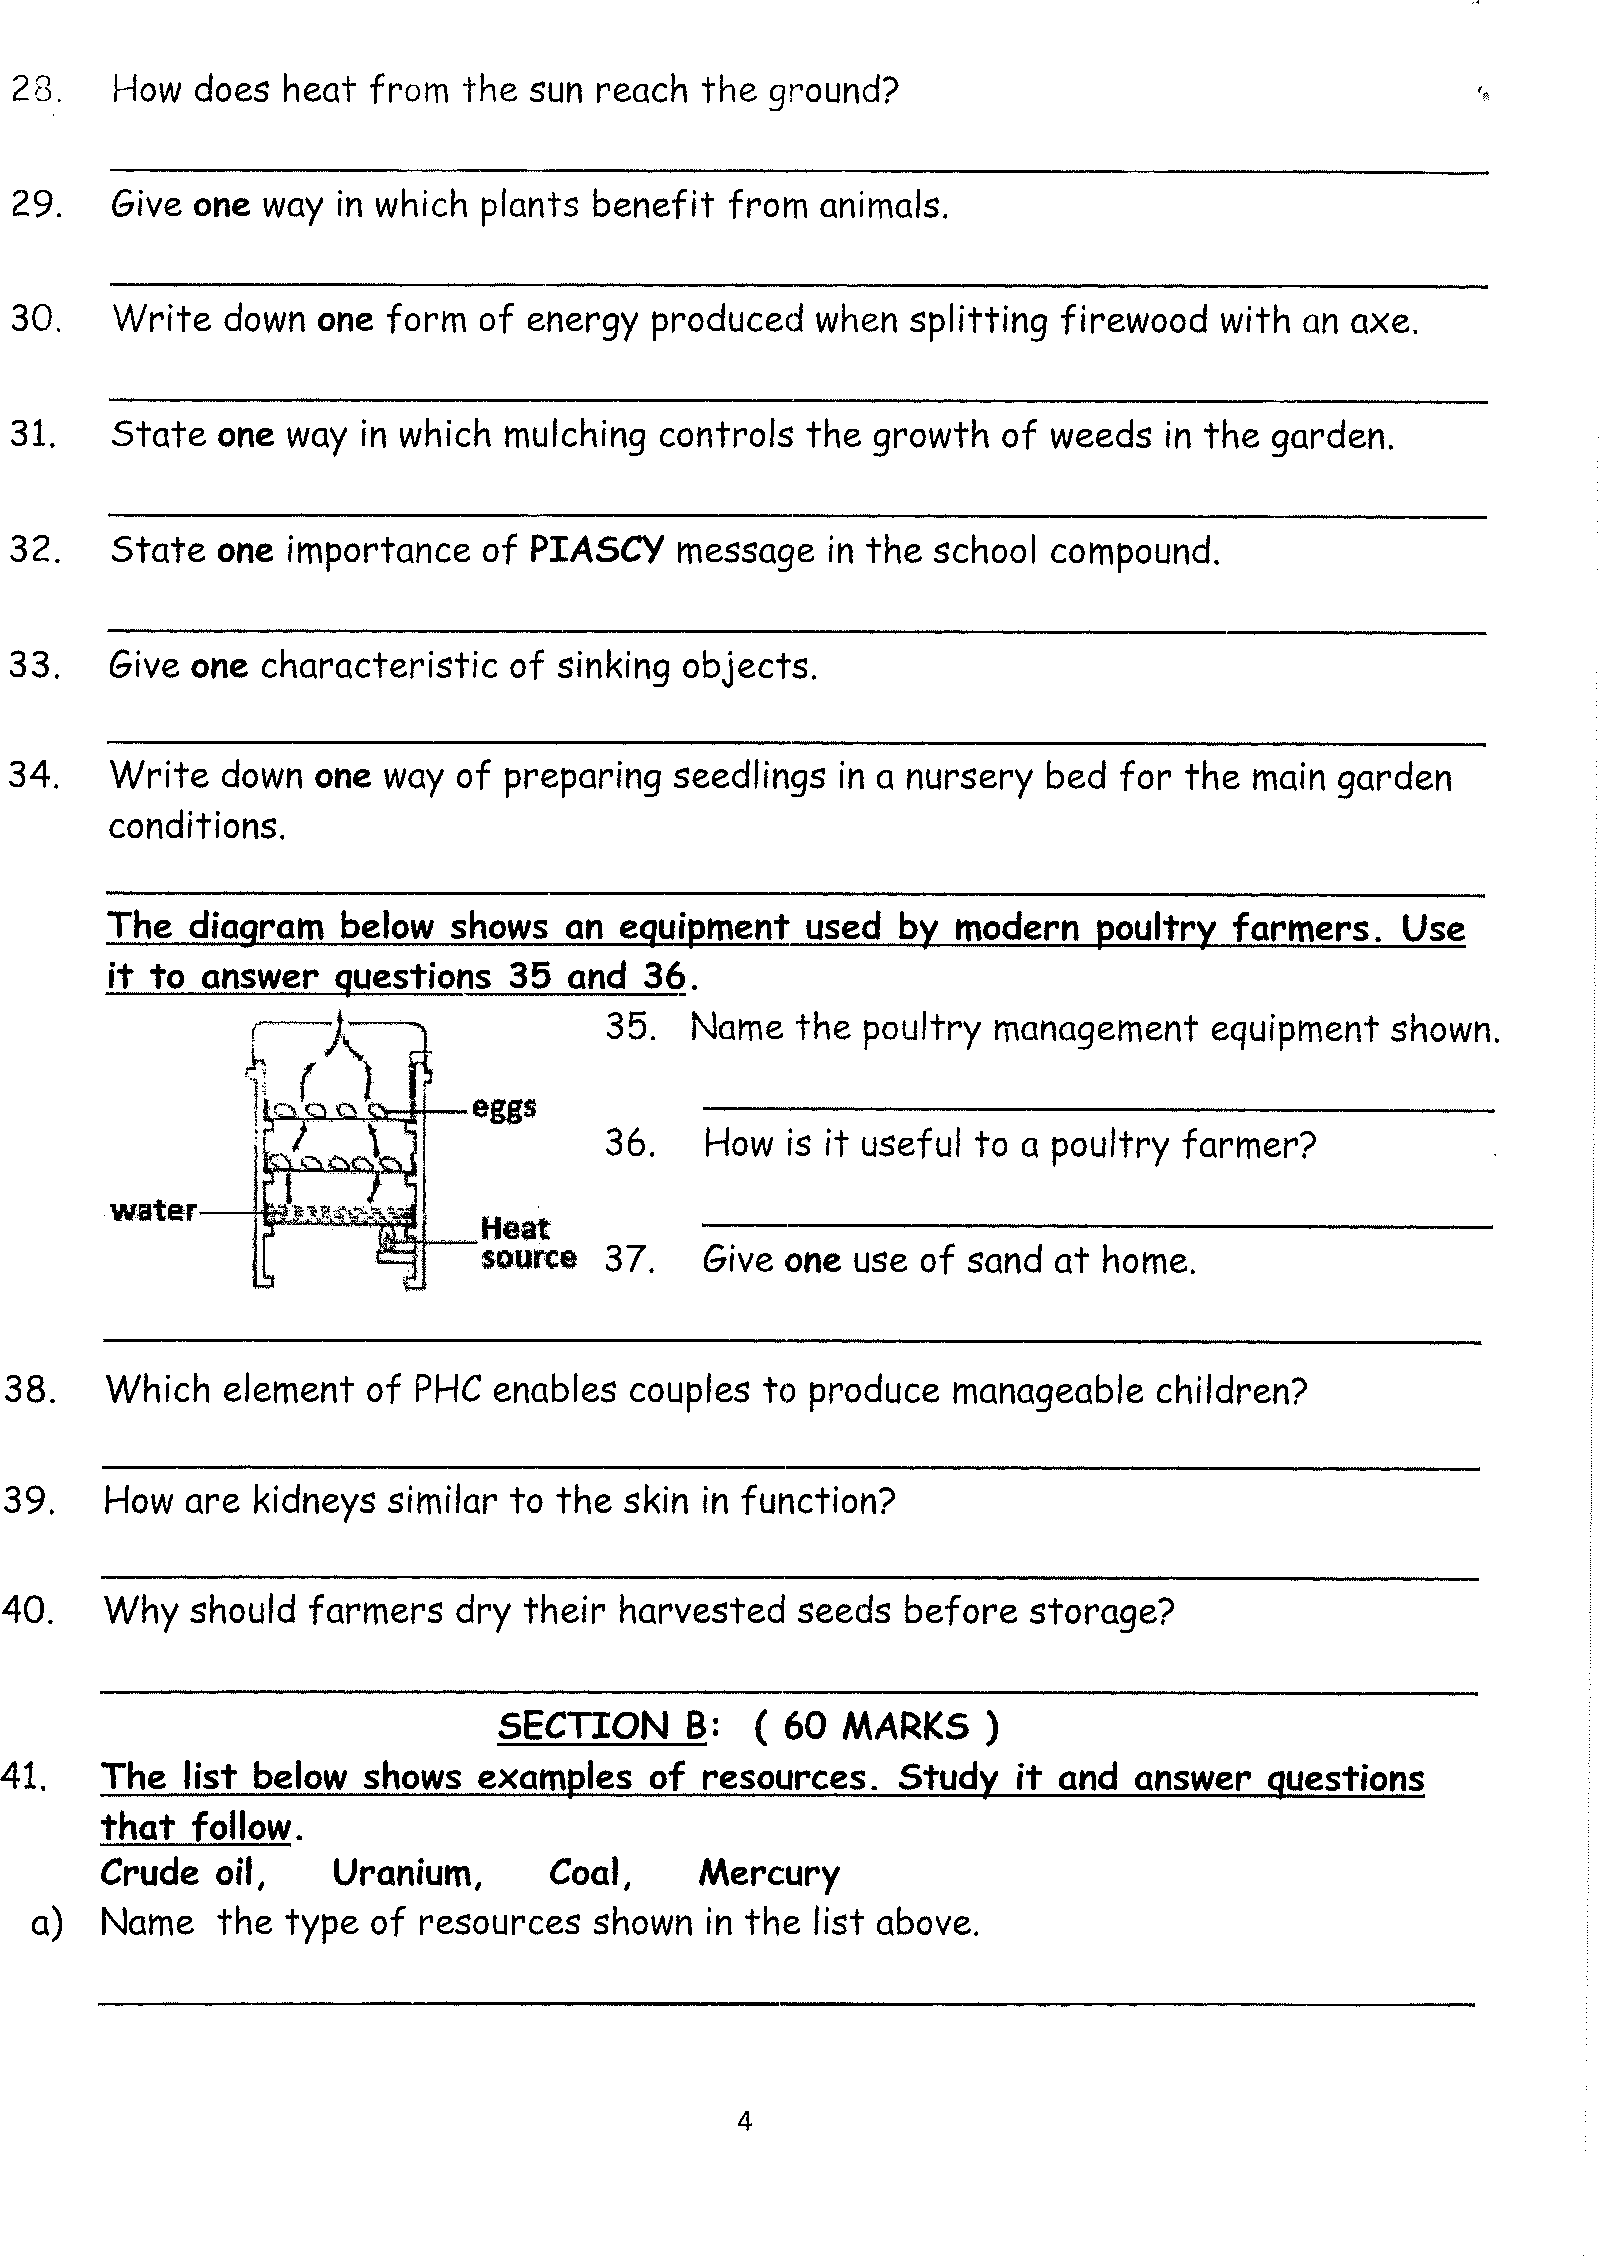 28. How does heat from the sun reach the ground?
29. Give one way in which plants benefit from animals.
30. Write down one form of energy produced when splitting firewood with an axe.
31. State one way in which mulching controls the growth of weeds in the garden.
32. State one importance of PIASCY message in the school compound.
33. Give one characteristic of sinking objects.
34. Write down one way of preparing seedlings in a nursery bed for the main garden
conditions.
The diagram below shows an equipment used by modern poultry farmers. Use
it to answer questions 35 and 36.
35. Name the poultry management equipment shown.
eggs
36. How is it useful to a poultry farmer?
water
Heat
source
37. Give one use of sand at home.
38. Which element of PHC enables couples to produce manageable children?
39. How are kidneys similar to the skin in function?
40. Why should farmers dry their harvested seeds before storage?
SECTION B: ( 60 MARKS )
41. The list below shows examples of resources. Study it and answer questions
that follow.
Crude oil, Uranium, Coal, Mercury
a) Name the type of resources shown in the list above.
4